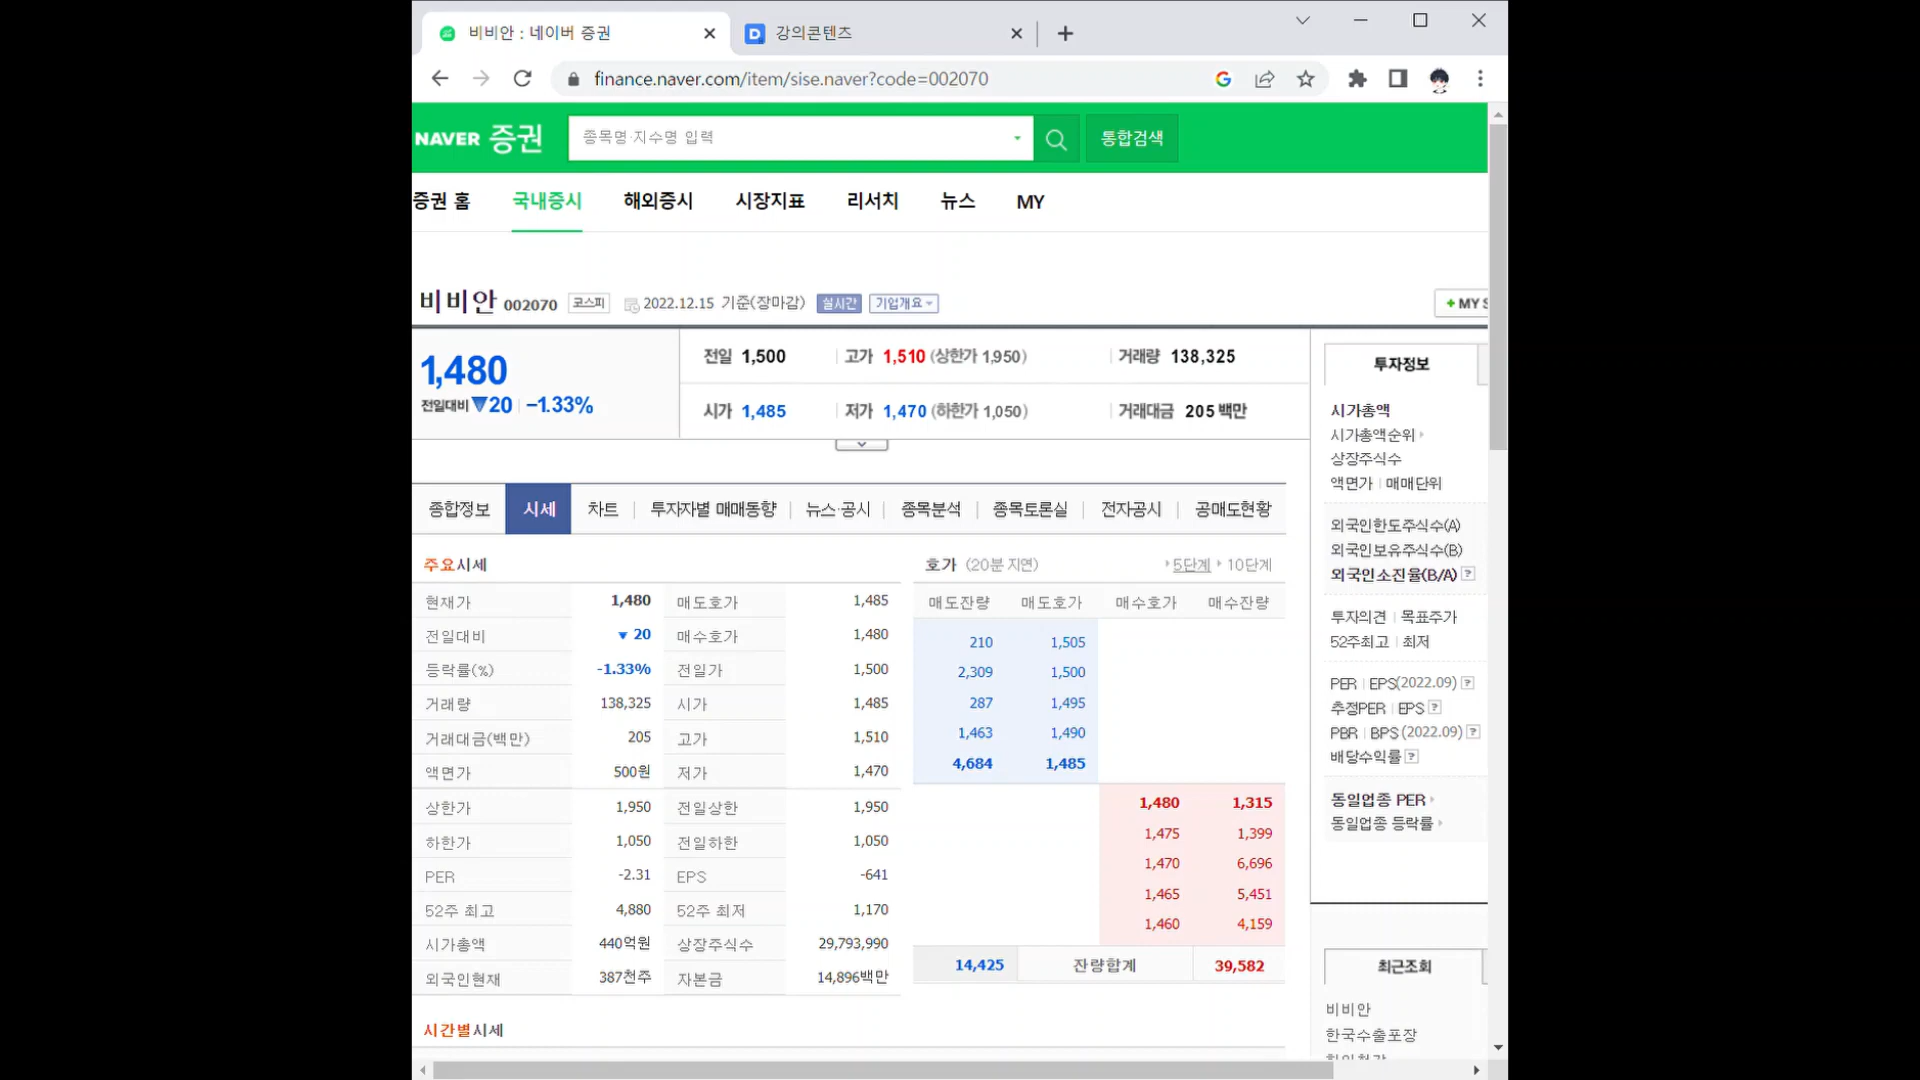 비비안 : 네이버 증권
강의콘텐츠
finance.naver.com/item/sise.naver?code=002070
NAVER 증권 종목명·지수명 입력 통합검색
증권 홈 국내증시 해외증시 시장지표 리서치 뉴스 MY
비비안 002070 코스피 2022.12.15 기준(장마감) 실시간 기업개요 + MY S
1,480
전일대비 ▼20 -1.33%
전일 1,500 고가 1,510 (상한가 1,950) 거래량 138,325
시가 1,485 저가 1,470 (하한가 1,050) 거래대금 205 백만
종합정보 시세 차트 투자자별 매매동향 뉴스·공시 종목분석 종목토론실 전자공시 공매도현황
주요시세
현재가 1,480 매도호가 1,485
전일대비 ▼ 20 매수호가 1,480
등락률(%) -1.33% 전일가 1,500
거래량 138,325 시가 1,485
거래대금(백만) 205 고가 1,510
액면가 500원 저가 1,470
상한가 1,950 전일상한 1,950
하한가 1,050 전일하한 1,050
PER -2.31 EPS -641
52주 최고 4,880 52주 최저 1,170
시가총액 440억원 상장주식수 29,793,990
외국인현재 387천주 자본금 14,896백만
호가 (20분 지연) 5단계 10단계
매도잔량 매도호가 매수호가 매수잔량
210 1,505
2,309 1,500
287 1,495
1,463 1,490
4,684 1,485
1,480 1,315
1,475 1,399
1,470 6,696
1,465 5,451
1,460 4,159
14,425 잔량합계 39,582
시간별시세
투자정보
시가총액
시가총액순위
상장주식수
액면가 매매단위
외국인한도주식수(A)
외국인보유주식수(B)
외국인소진율(B/A) ?
투자의견 목표주가
52주최고 최저
PER EPS(2022.09) ?
추정PER EPS ?
PBR BPS (2022.09) ?
배당수익률 ?
동일업종 PER
동일업종 등락률
최근조회
비비안
한국수출포장